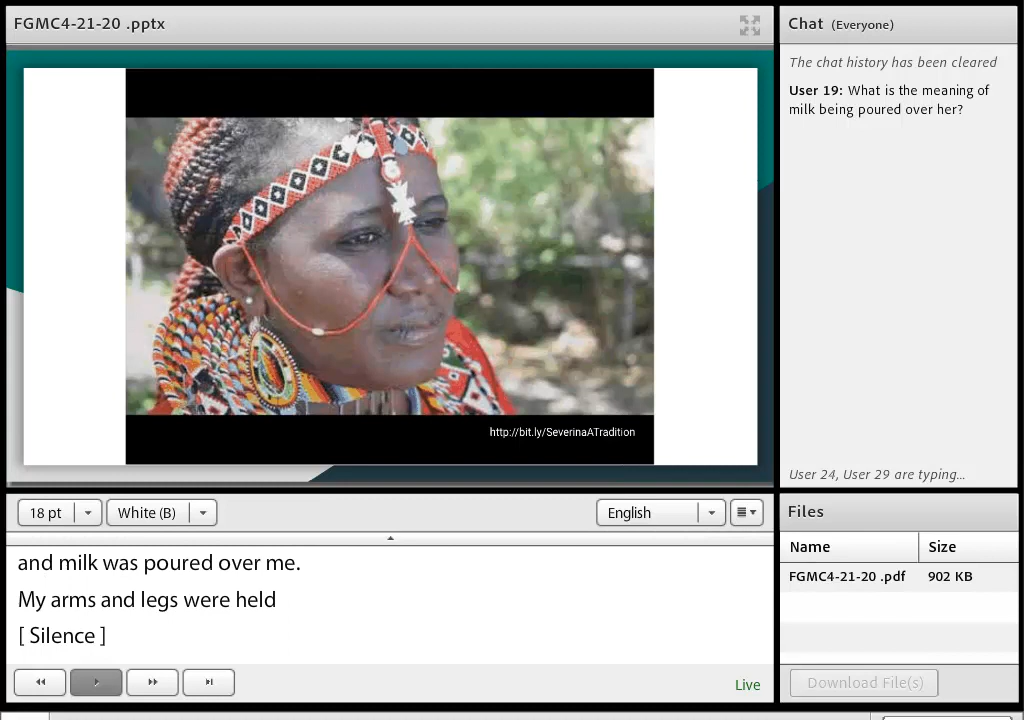 FGMC4-21-20 .pptx
http://bit.ly/SeverinaATradition
Chat (Everyone)
The chat history has been cleared
User 19: What is the meaning of
milk being poured over her?
User 24, User 29 are typing...
18 pt
White (B)
English
and milk was poured over me.
My arms and legs were held
[ Silence ]
Live
Files
Name Size
FGMC4-21-20 .pdf 902 KB
Download File(s)